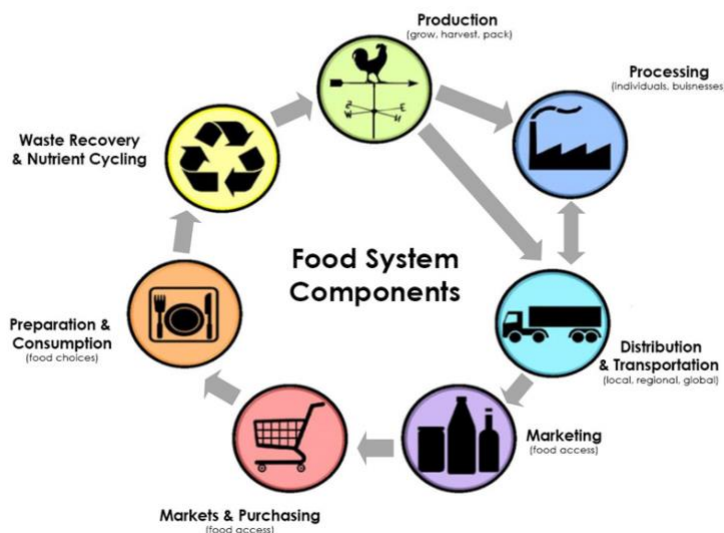 Production
(grow, harvest, pack)
Processing
(individuals, buisnesses
Waste Recovery
& Nutrient Cycling
Food System
Components
Preparation &
Consumption
(food choices)
Distribution
& Transportation
(local, regional, global)
Marketing
(food access)
Markets & Purchasing
(food access)